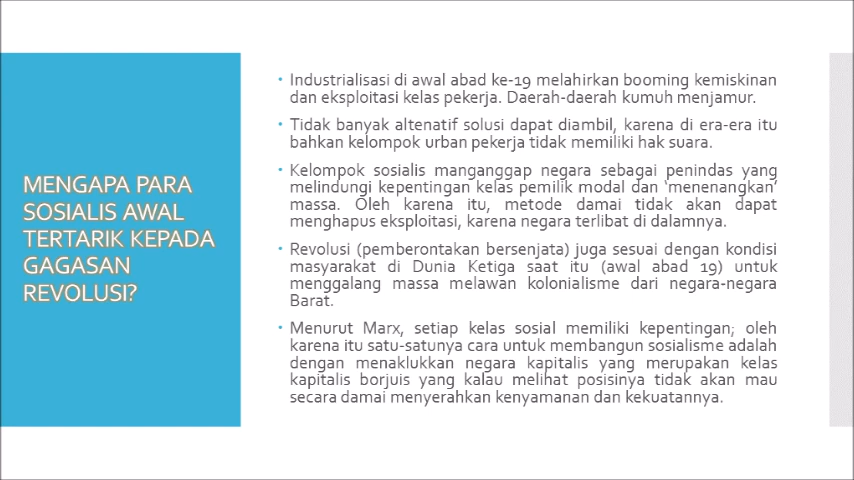 MENGAPA PARA
SOSIALIS AWAL
TERTARIK KEPADA
GAGASAN
REVOLUSI?
• Industrialisasi di awal abad ke-19 melahirkan booming kemiskinan
dan eksploitasi kelas pekerja. Daerah-daerah kumuh menjamur.
• Tidak banyak altenatif solusi dapat diambil, karena di era-era itu
bahkan kelompok urban pekerja tidak memiliki hak suara.
• Kelompok sosialis manganggap negara sebagai penindas yang
melindungi kepentingan kelas pemilik modal dan ‘menenangkan’
massa. Oleh karena itu, metode damai tidak akan dapat
menghapus eksploitasi, karena negara terlibat di dalamnya.
• Revolusi (pemberontakan bersenjata) juga sesuai dengan kondisi
masyarakat di Dunia Ketiga saat itu (awal abad 19) untuk
menggalang massa melawan kolonialisme dari negara-negara
Barat.
• Menurut Marx, setiap kelas sosial memiliki kepentingan; oleh
karena itu satu-satunya cara untuk membangun sosialisme adalah
dengan menaklukkan negara kapitalis yang merupakan kelas
kapitalis borjuis yang kalau melihat posisinya tidak akan mau
secara damai menyerahkan kenyamanan dan kekuatannya.